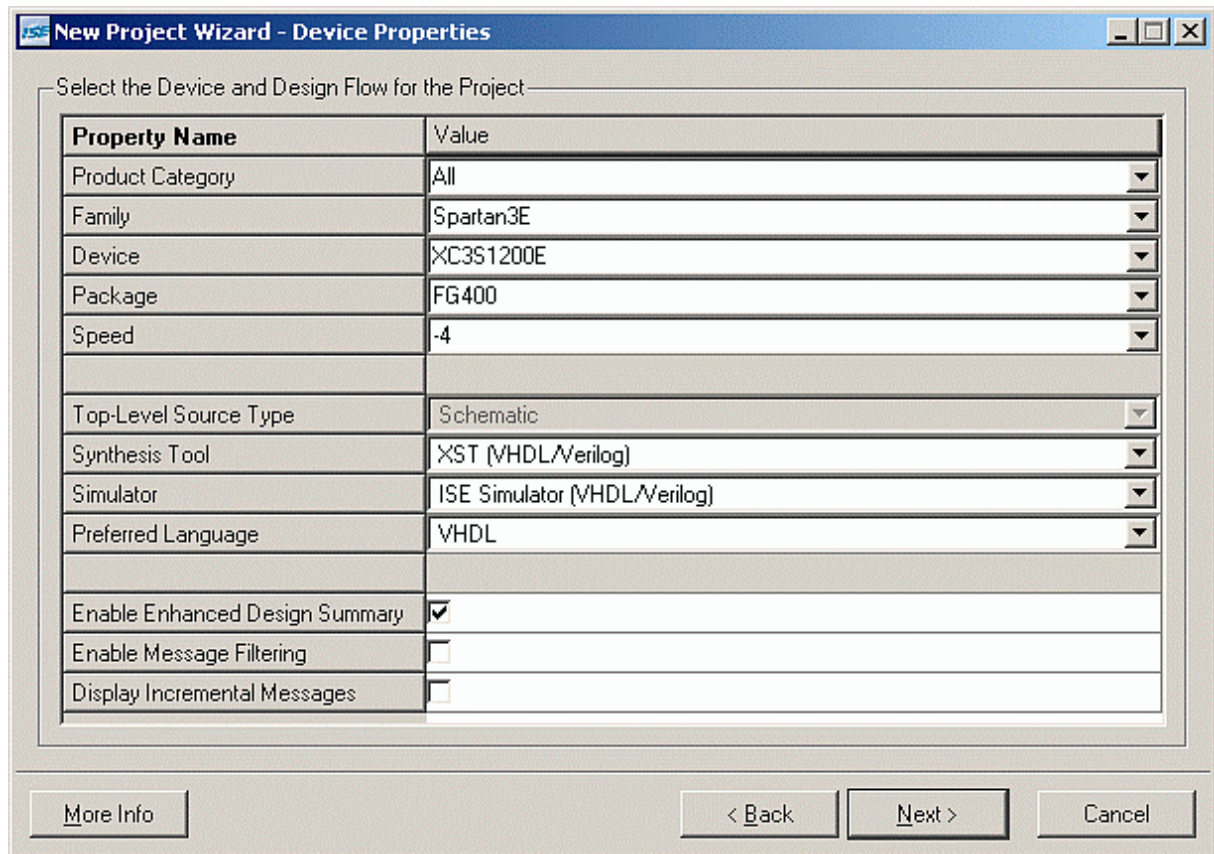 ISE New Project Wizard - Device Properties
Select the Device and Design Flow for the Project
Property Name Value
Product Category All
Family Spartan3E
Device XC3S1200E
Package FG400
Speed -4
Top-Level Source Type Schematic
Synthesis Tool XST (VHDL/Verilog)
Simulator ISE Simulator (VHDL/Verilog)
Preferred Language VHDL
Enable Enhanced Design Summary
Enable Message Filtering
Display Incremental Messages
More Info < Back Next > Cancel